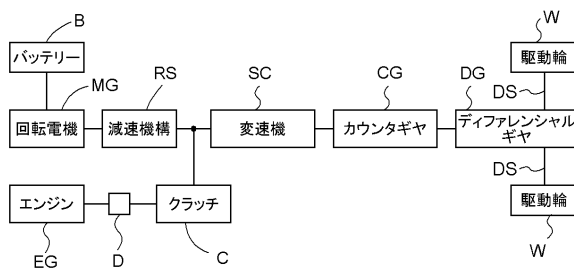 B
バッテリー
MG
回転電機
RS
減速機構
SC
変速機
CG
カウンタギヤ
DG
ディファレンシャル
ギヤ
W
駆動輪
DS
DS
駆動輪
W
エンジン
EG
D
クラッチ
C